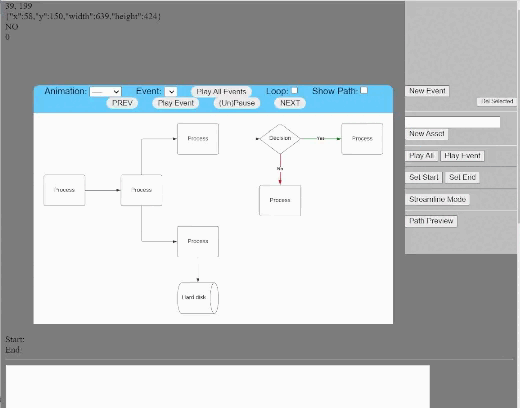 39, 199
{"x":58,"y":150,"width":639,"height":424}
NO
0
Animation: ---- Event: Play All Events Loop: Show Path:
PREV Play Event (Un)Pause NEXT
New Event
Del Selected
New Asset
Play All Play Event
Set Start Set End
Streamline Mode
Path Preview
Process
Decision
Yes
Process
No
Process
Process
Process
Process
Hard disk
Start:
End